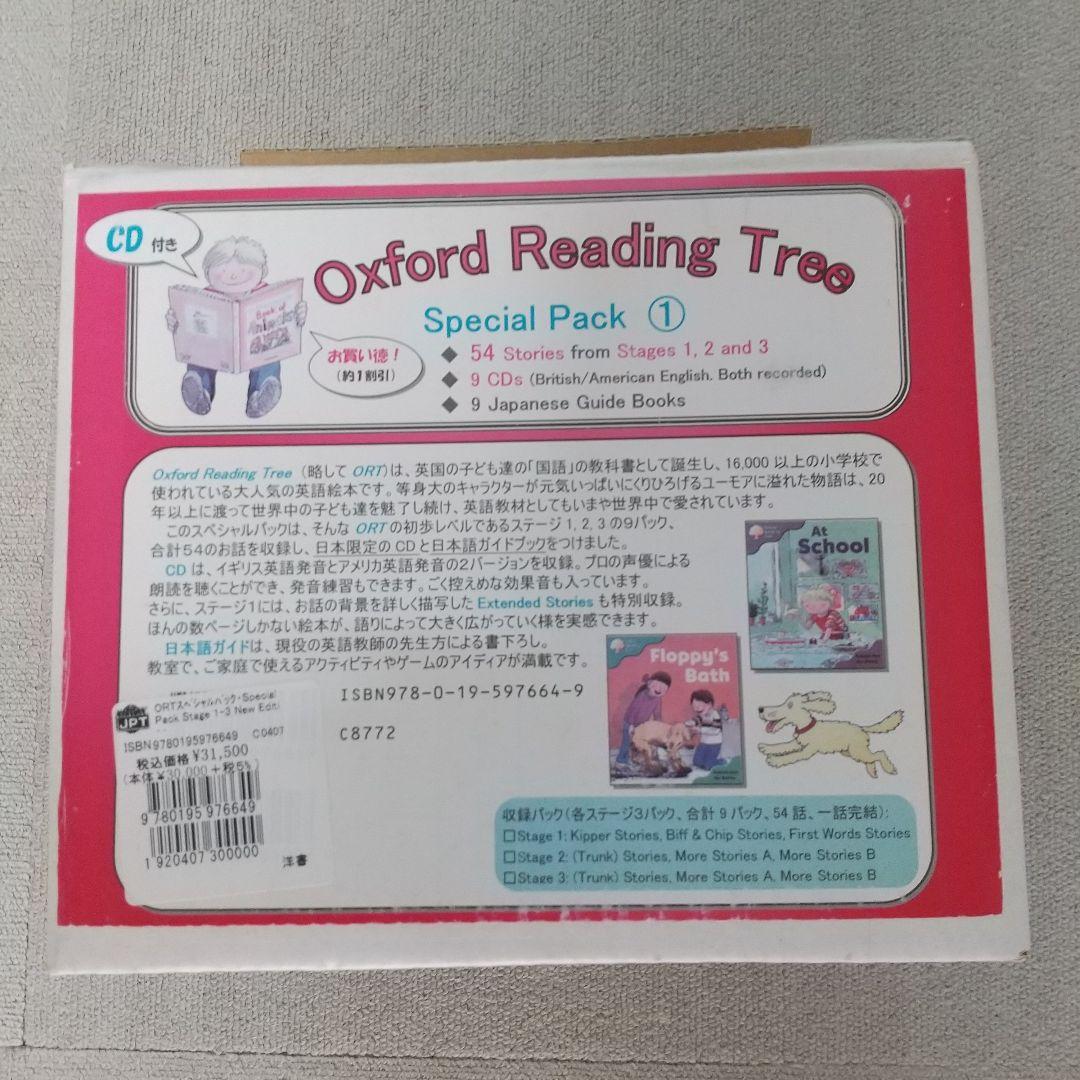 CD 付き
Book of
Animals
Oxford Reading Tree
Special Pack ①
お買い徳！
(約1割引)
◆ 54 Stories from Stages 1, 2 and 3
◆ 9 CDs (British/American English. Both recorded)
◆ 9 Japanese Guide Books
Oxford Reading Tree (略して ORT)は、英国の子ども達の「国語」の教科書として誕生し、16,000 以上の小学校で
使われている大人気の英語絵本です。等身大のキャラクターが元気いっぱいにくりひろげるユーモアに溢れた物語は、20
年以上に渡って世界中の子ども達を魅了し続け、英語教材としてもいまや世界中で愛されています。
このスペシャルパックは、そんな ORT の初歩レベルであるステージ 1, 2, 3 の9パック、
合計54のお話を収録し、日本限定の CD と日本語ガイドブックをつけました。
CD は、イギリス英語発音とアメリカ英語発音の2バージョンを収録。プロの声優による
朗読を聴くことができ、発音練習もできます。ごく控えめな効果音も入っています。
さらに、ステージ1には、お話の背景を詳しく描写した Extended Stories も特別収録。
ほんの数ページしかない絵本が、語りによって大きく広がっていく様を実感できます。
日本語ガイドは、現役の英語教師の先生方による書下ろし。
教室で、ご家庭で使えるアクティビティやゲームのアイディアが満載です。
At
School
Floppy's
Bath
ISBN978-0-19-597664-9
C8772
JPT
ORTスペシャルパック・Special
Pack Stage 1-3 New Editi
ISBN9780195976649 C0407
税込価格 ¥31,500
(本体 ¥30,000+税5%)
9 780195 976649
1 920407 300000
洋書
収録パック(各ステージ3パック、合計 9 パック、54 話、一話完結):
□Stage 1: Kipper Stories, Biff & Chip Stories, First Words Stories
□Stage 2: (Trunk) Stories, More Stories A, More Stories B
□Stage 3: (Trunk) Stories, More Stories A, More Stories B